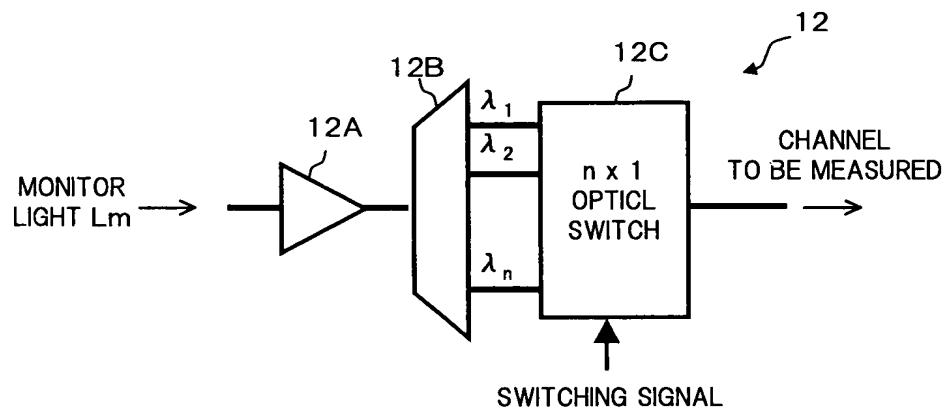 12
12B
12C
12A
λ1
λ2
λn
MONITOR
LIGHT Lm
n x 1
OPTICL
SWITCH
CHANNEL
TO BE MEASURED
SWITCHING SIGNAL